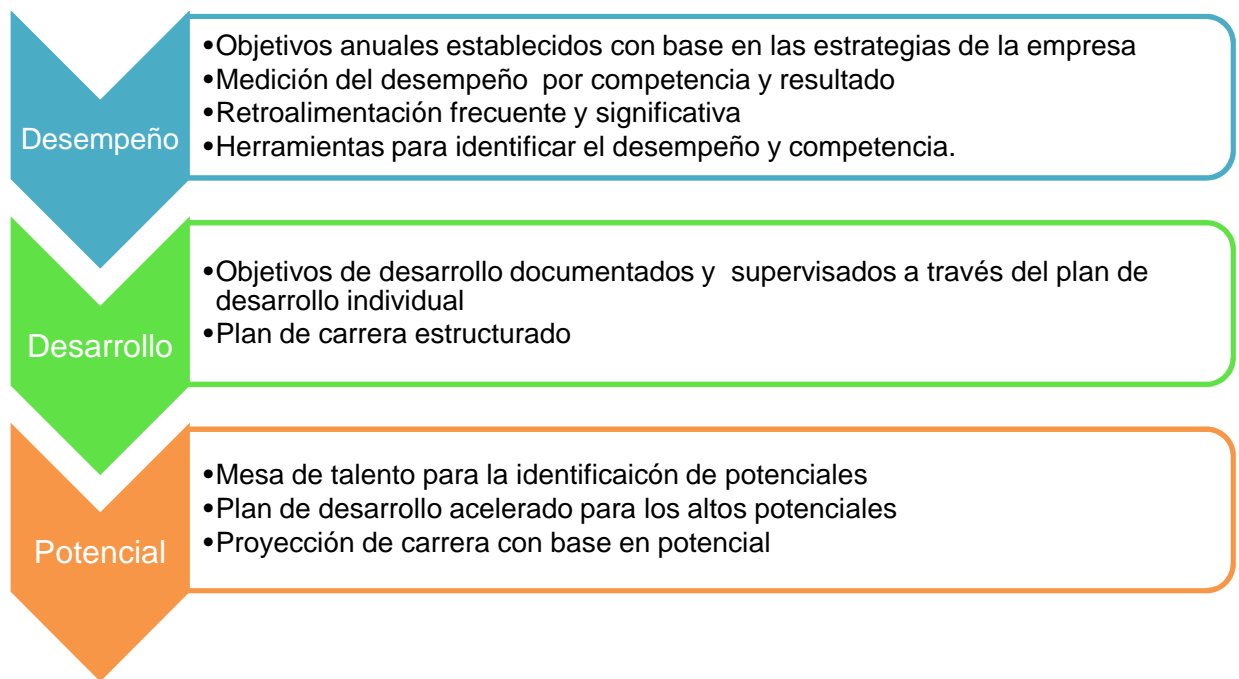 Desempeño
•Objetivos anuales establecidos con base en las estrategias de la empresa
•Medición del desempeño  por competencia y resultado
•Retroalimentación frecuente y significativa
•Herramientas para identificar el desempeño y competencia.
Desarrollo
•Objetivos de desarrollo documentados y  supervisados a través del plan de
desarrollo individual
•Plan de carrera estructurado
Potencial
•Mesa de talento para la identificaicón de potenciales
•Plan de desarrollo acelerado para los altos potenciales
•Proyección de carrera con base en potencial